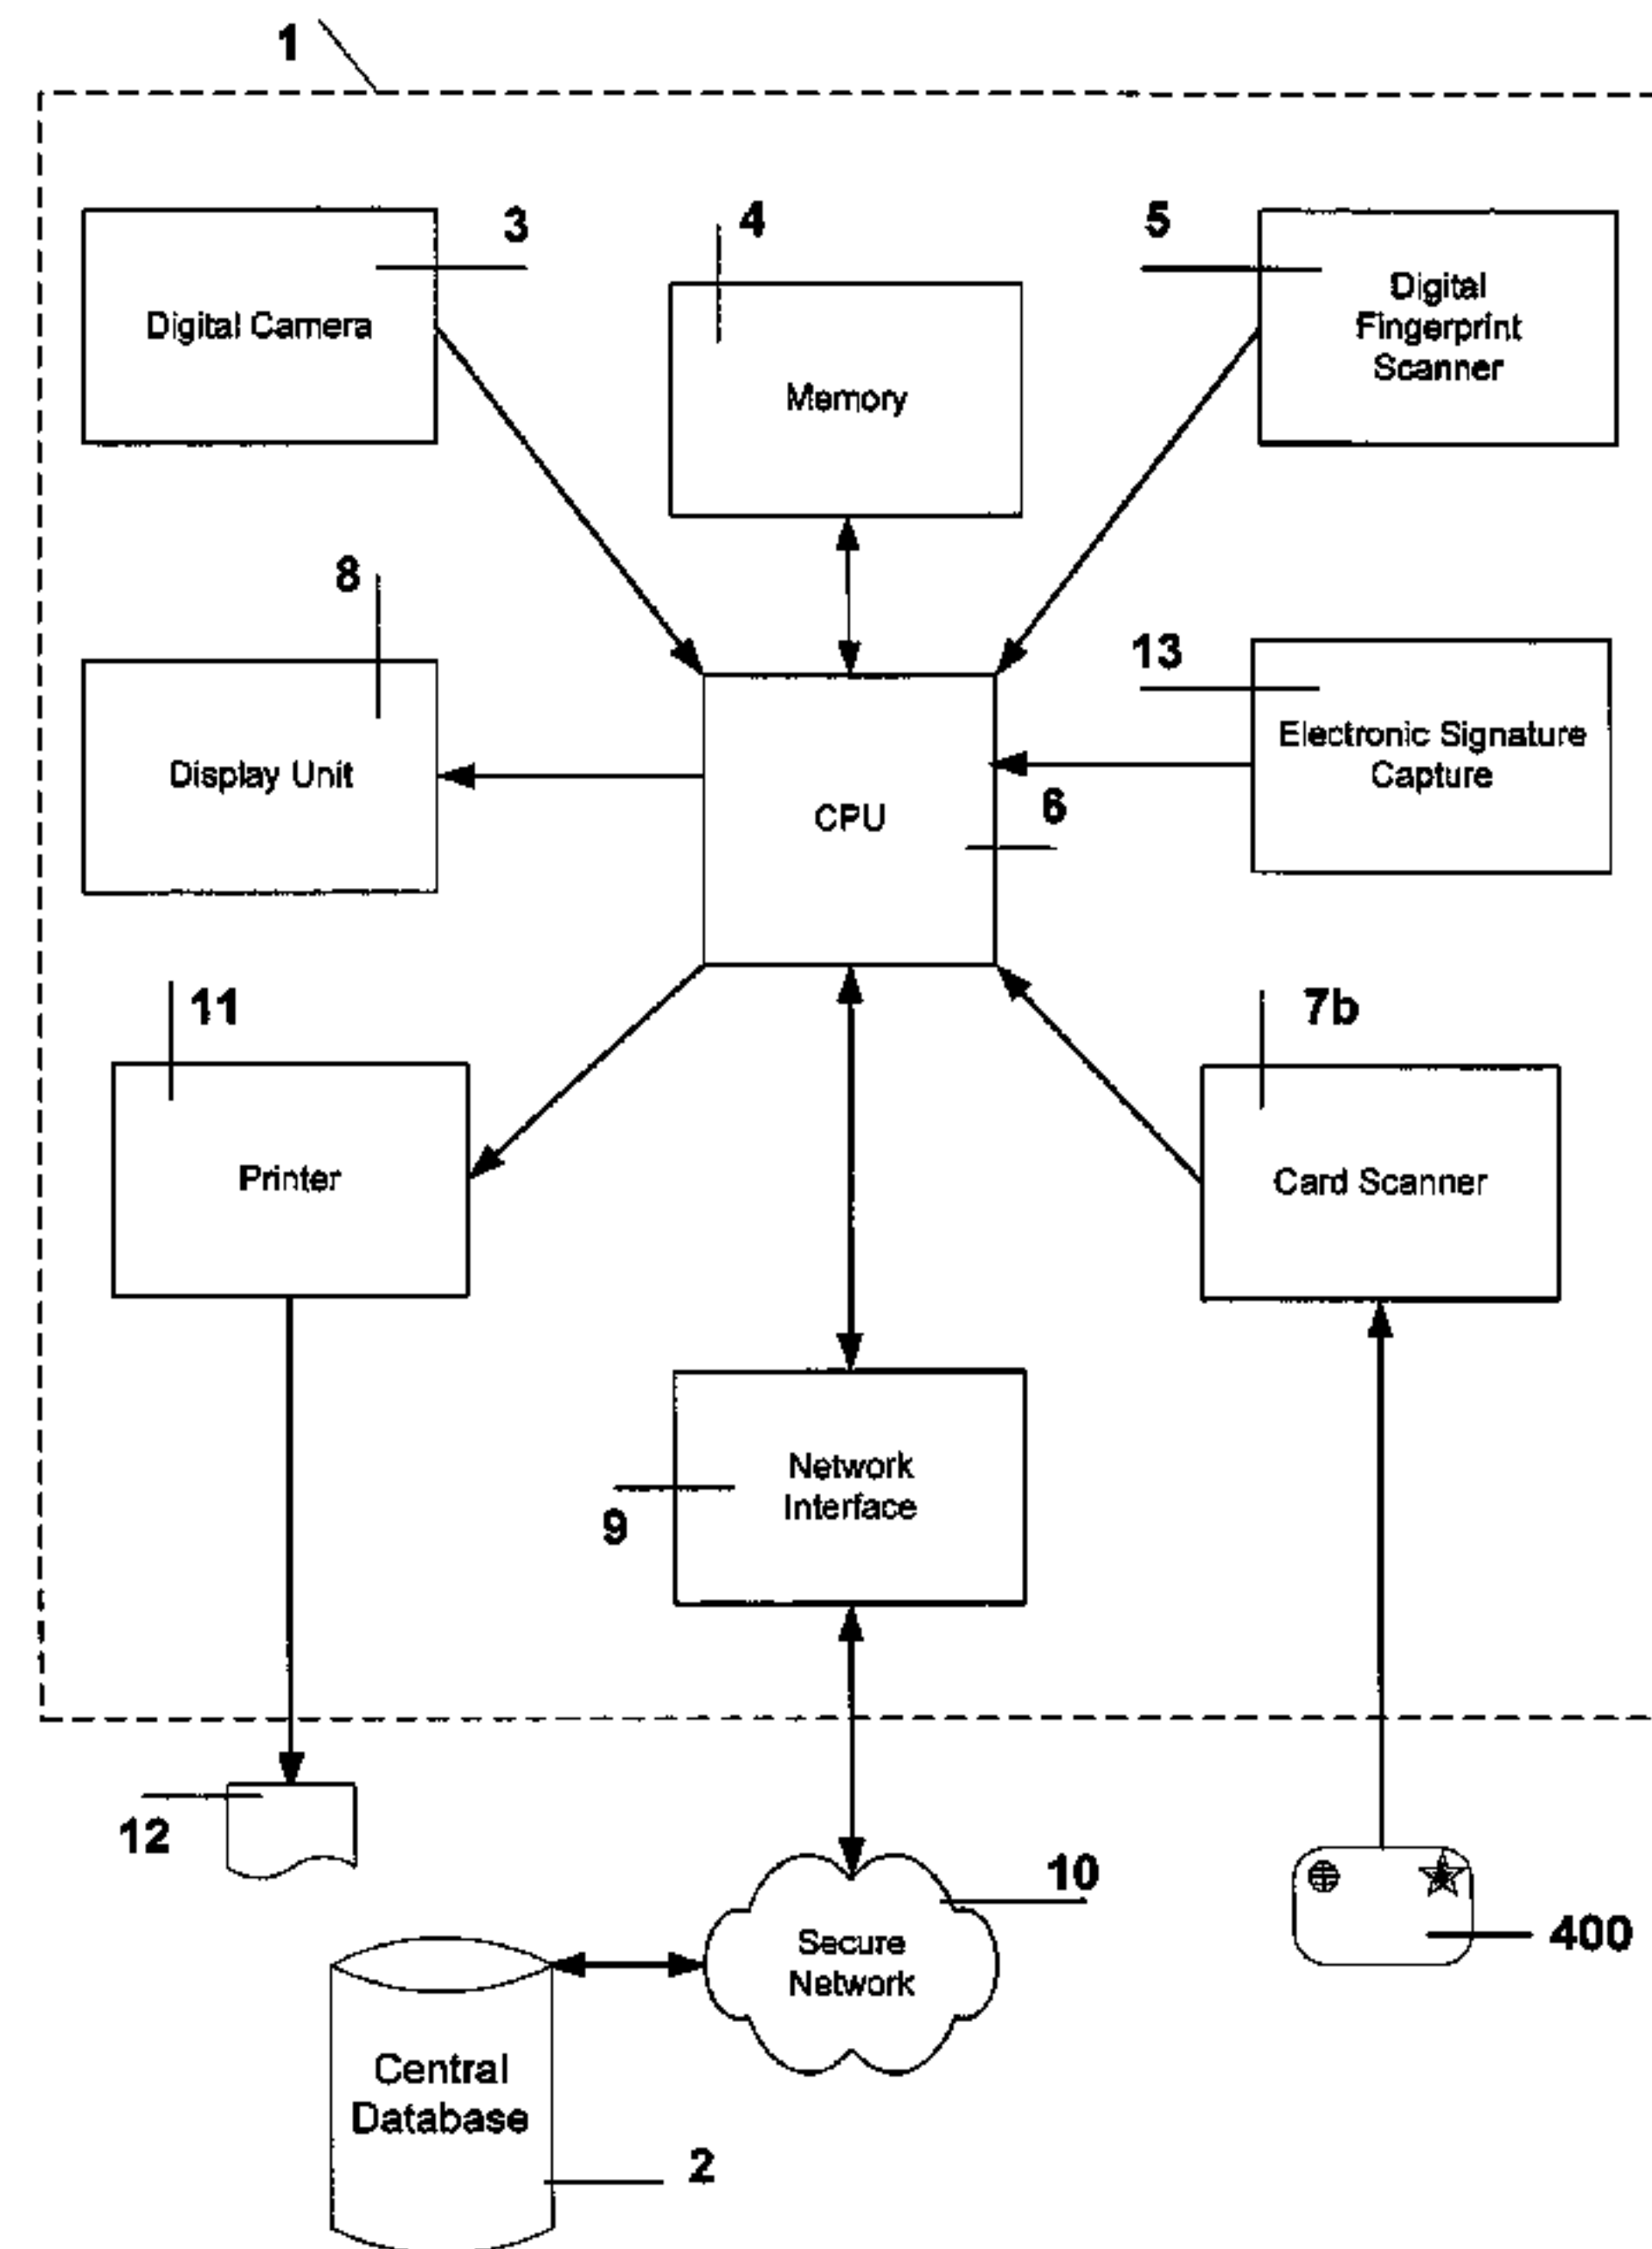 1
3
4
5
Digital Camera
Memory
Digital
Fingerprint
Scanner
8
13
Display Unit
CPU
6
Electronic Signature
Capture
11
7b
Printer
Card Scanner
Network
Interface
9
12
10
Secure
Network
400
Central
Database
2